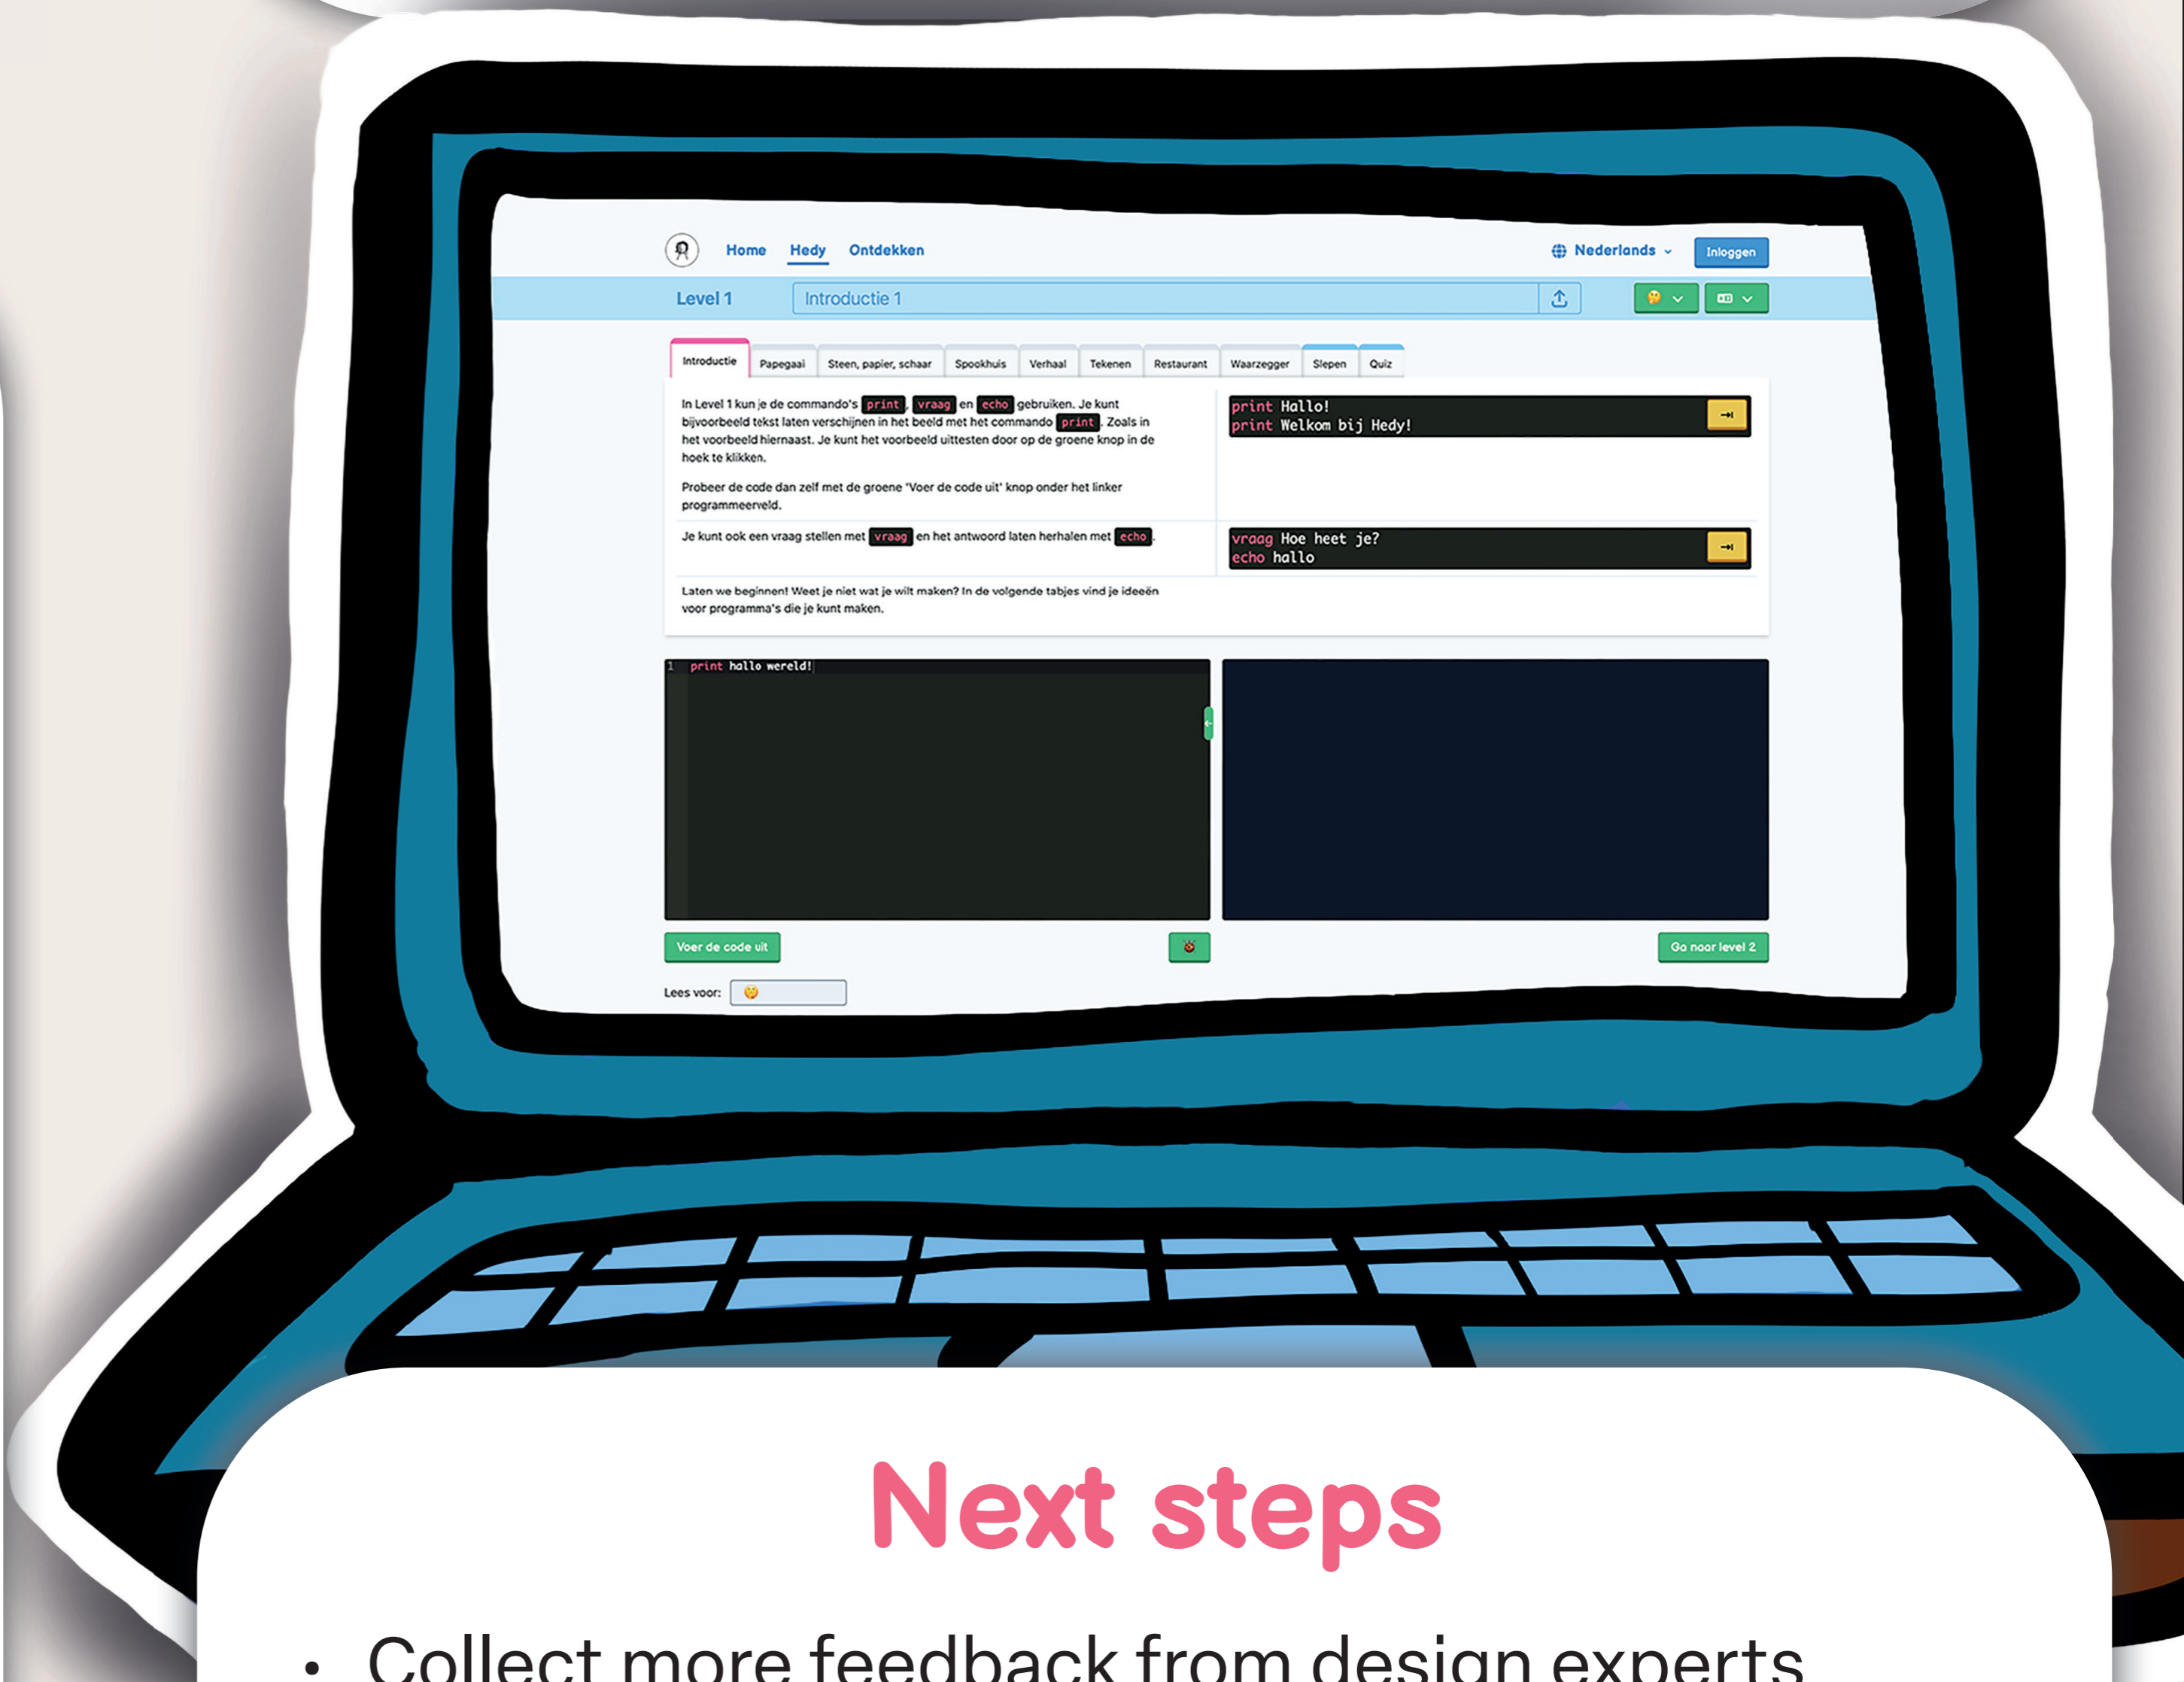 Home Hedy Ontdekken Nederlands Inloggen
Level 1 Introductie 1
Introductie Papegaai Steen, papier, schaar Spookhuis Verhaal Tekenen Restaurant Waarzegger Slepen Quiz
In Level 1 kun je de commando's print, vraag en echo gebruiken. Je kunt
bijvoorbeeld tekst laten verschijnen in het beeld met het commando print. Zoals in
het voorbeeld hiernaast. Je kunt het voorbeeld uittesten door op de groene knop in de
hoek te klikken.
Probeer de code dan zelf met de groene 'Voer de code uit' knop onder het linker
programmeerveld.
print Hallo!
print Welkom bij Hedy!
Je kunt ook een vraag stellen met vraag en het antwoord laten herhalen met echo.
vraag Hoe heet je?
echo hallo
Laten we beginnen! Weet je niet wat je wilt maken? In de volgende tabjes vind je ideeën
voor programma's die je kunt maken.
1 print hallo wereld!
Voer de code uit Ga naar level 2
Lees voor:
Next steps
• Collect more feedback from design experts